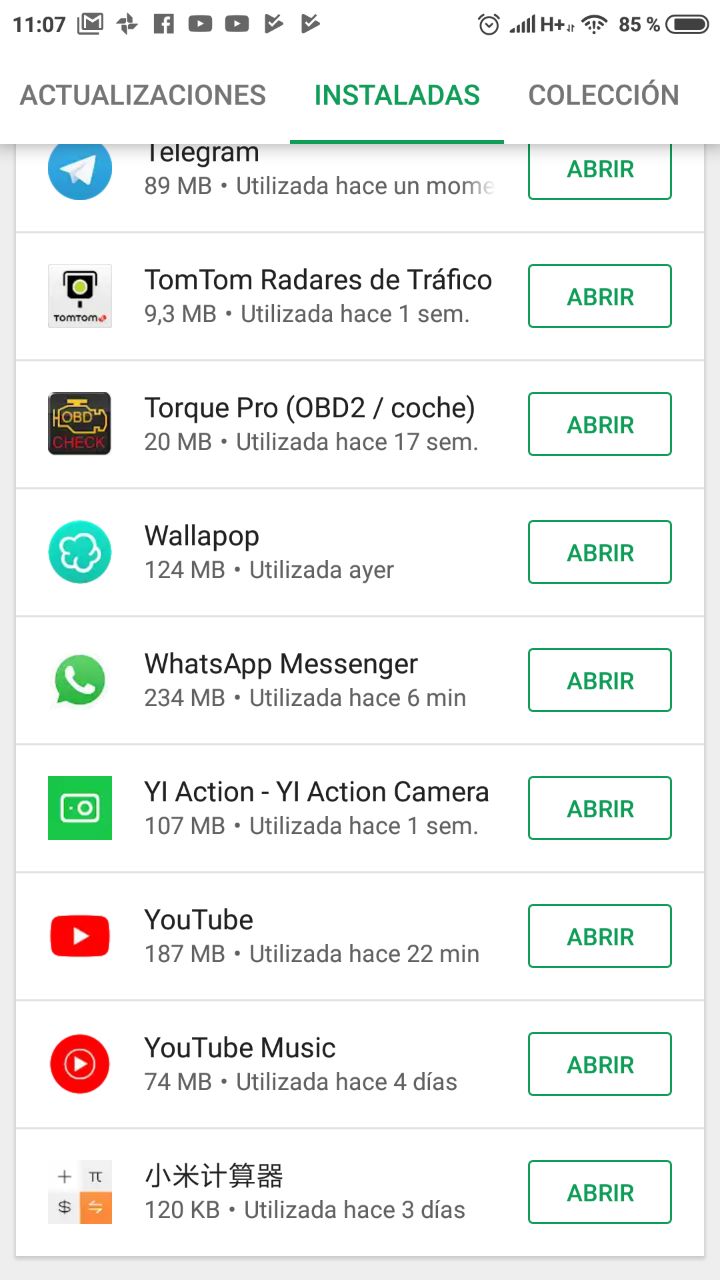 11:07 H+ 85 %
ACTUALIZACIONES INSTALADAS COLECCIÓN
Telegram
89 MB • Utilizada hace un mome
ABRIR
TomTom Radares de Tráfico
9,3 MB • Utilizada hace 1 sem.
ABRIR
TOMTOM
Torque Pro (OBD2 / coche)
20 MB • Utilizada hace 17 sem.
ABRIR
OBD
CHECK
Wallapop
124 MB • Utilizada ayer
ABRIR
WhatsApp Messenger
234 MB • Utilizada hace 6 min
ABRIR
YI Action - YI Action Camera
107 MB • Utilizada hace 1 sem.
ABRIR
YouTube
187 MB • Utilizada hace 22 min
ABRIR
YouTube Music
74 MB • Utilizada hace 4 días
ABRIR
+ π
$
小米计算器
120 KB • Utilizada hace 3 días
ABRIR